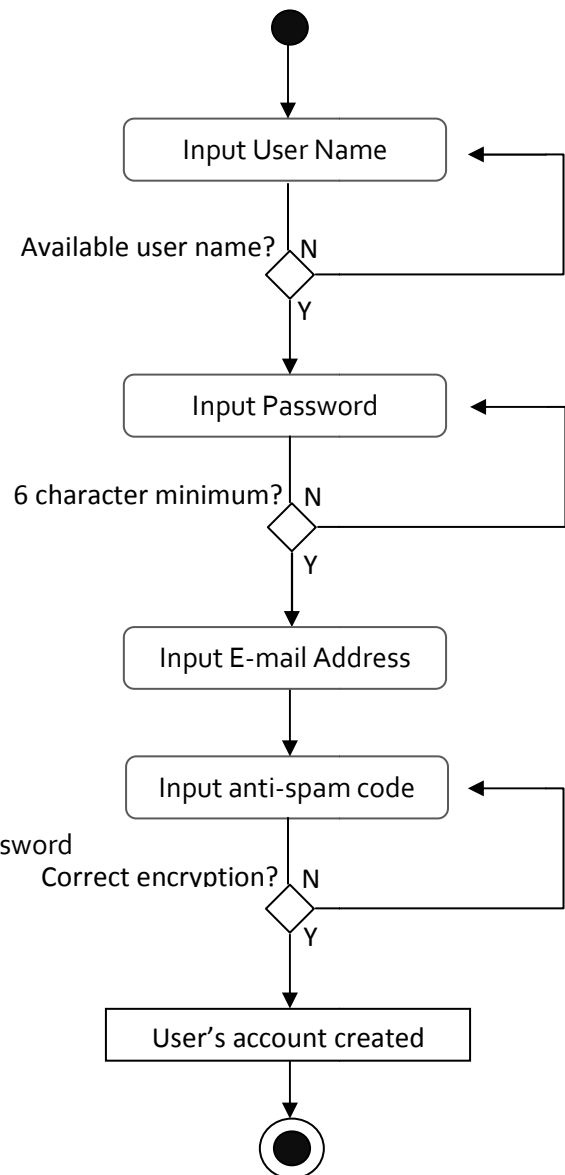 Input User Name
Available user name? N
Y
Input Password
6 character minimum? N
Y
Input E-mail Address
Input anti-spam code
sword
Correct encryption? N
Y
User's account created